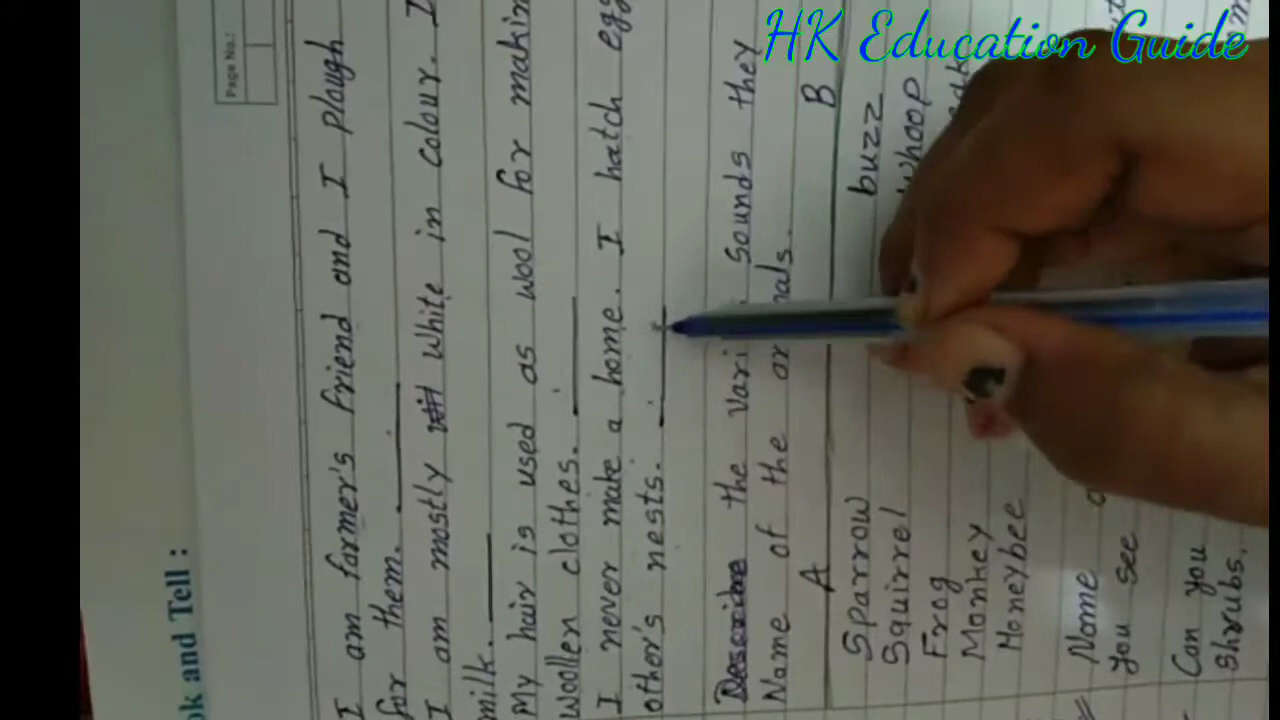 HK Education Guide
Page No.:
ok and Tell :
I am farmer's friend and I plough
for them.
I am mostly white in colour. I
milk.
My hair is used as wool for makin
woollen clothes.
I never make a home. I hatch egg
other's nests.
the vari sounds they
Name of the or nals.
A B
Sparrow buzz
Squirrel whoop
Frog
Monkey
Honeybee
Name
you see
Can you
Shrubs.